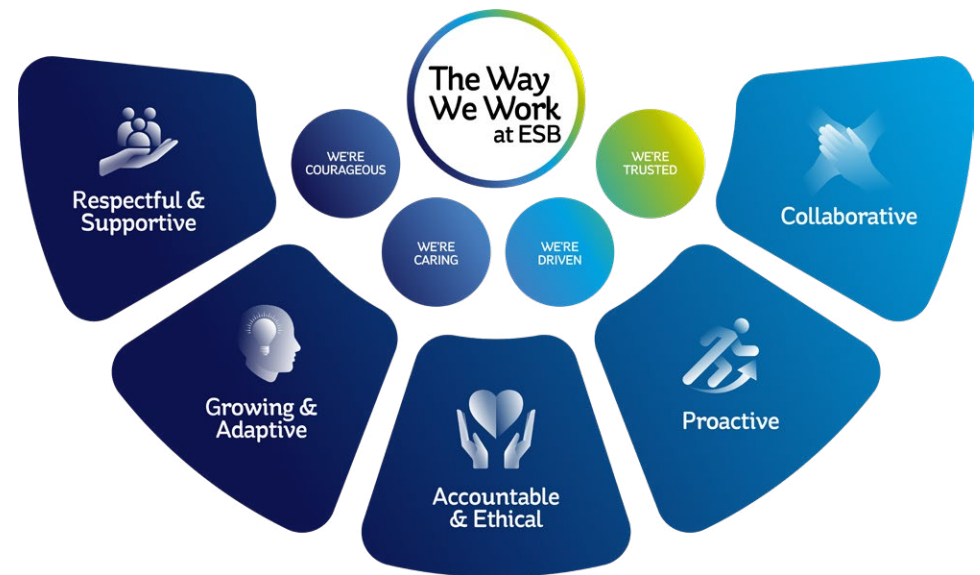 The Way
We Work
at ESB
WE'RE
COURAGEOUS
WE'RE
CARING
WE'RE
DRIVEN
WE'RE
TRUSTED
Respectful &
Supportive
Growing &
Adaptive
Accountable
& Ethical
Proactive
Collaborative